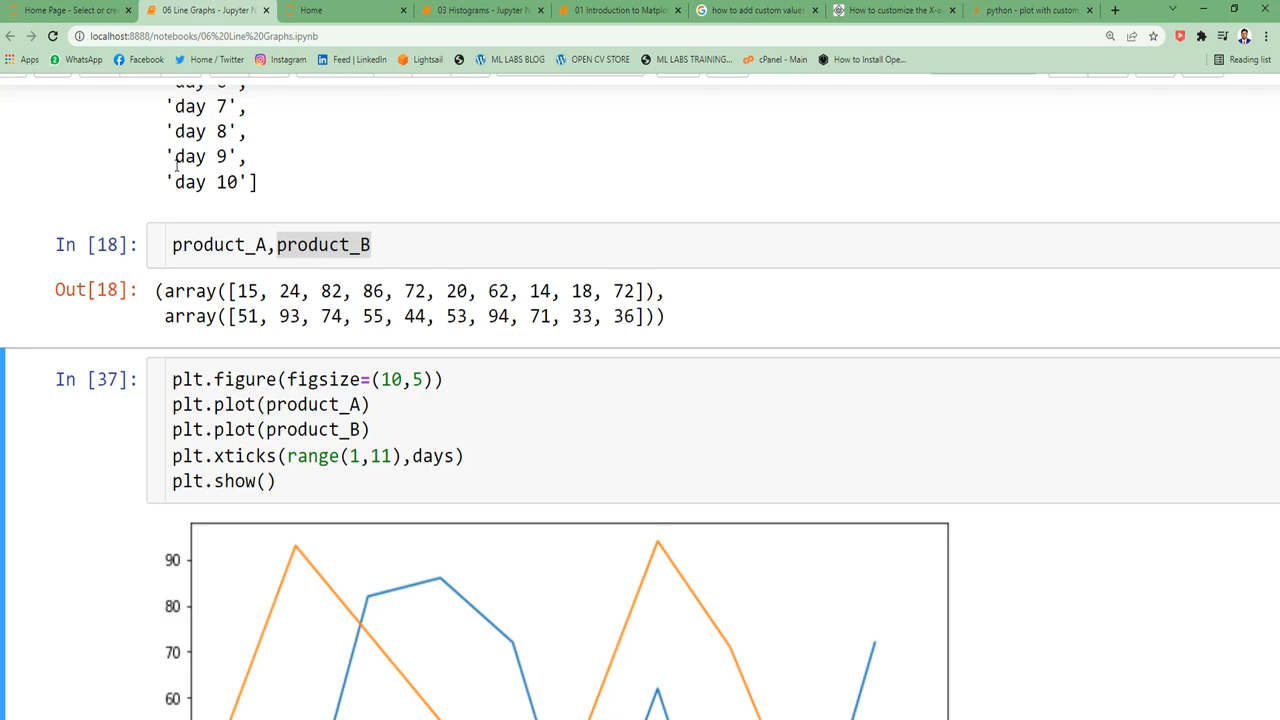 Home Page - Select or cre
06 Line Graphs - Jupyter N
Home
03 Histograms - Jupyter N
01 Introduction to Matplo
how to add custom values
How to customize the X-a
python - plot with custom
localhost:8888/notebooks/06%20Line%20Graphs.ipynb
Apps
WhatsApp
Facebook
Home / Twitter
Instagram
Feed | LinkedIn
Lightsail
ML LABS BLOG
OPEN CV STORE
ML LABS TRAINING...
cPanel - Main
How to Install Ope...
Reading list
'day 7',
'day 8',
'day 9',
'day 10']
In [18]: product_A,product_B
Out[18]: (array([15, 24, 82, 86, 72, 20, 62, 14, 18, 72]),
array([51, 93, 74, 55, 44, 53, 94, 71, 33, 36]))
In [37]: plt.figure(figsize=(10,5))
plt.plot(product_A)
plt.plot(product_B)
plt.xticks(range(1,11),days)
plt.show()
90
80
70
60